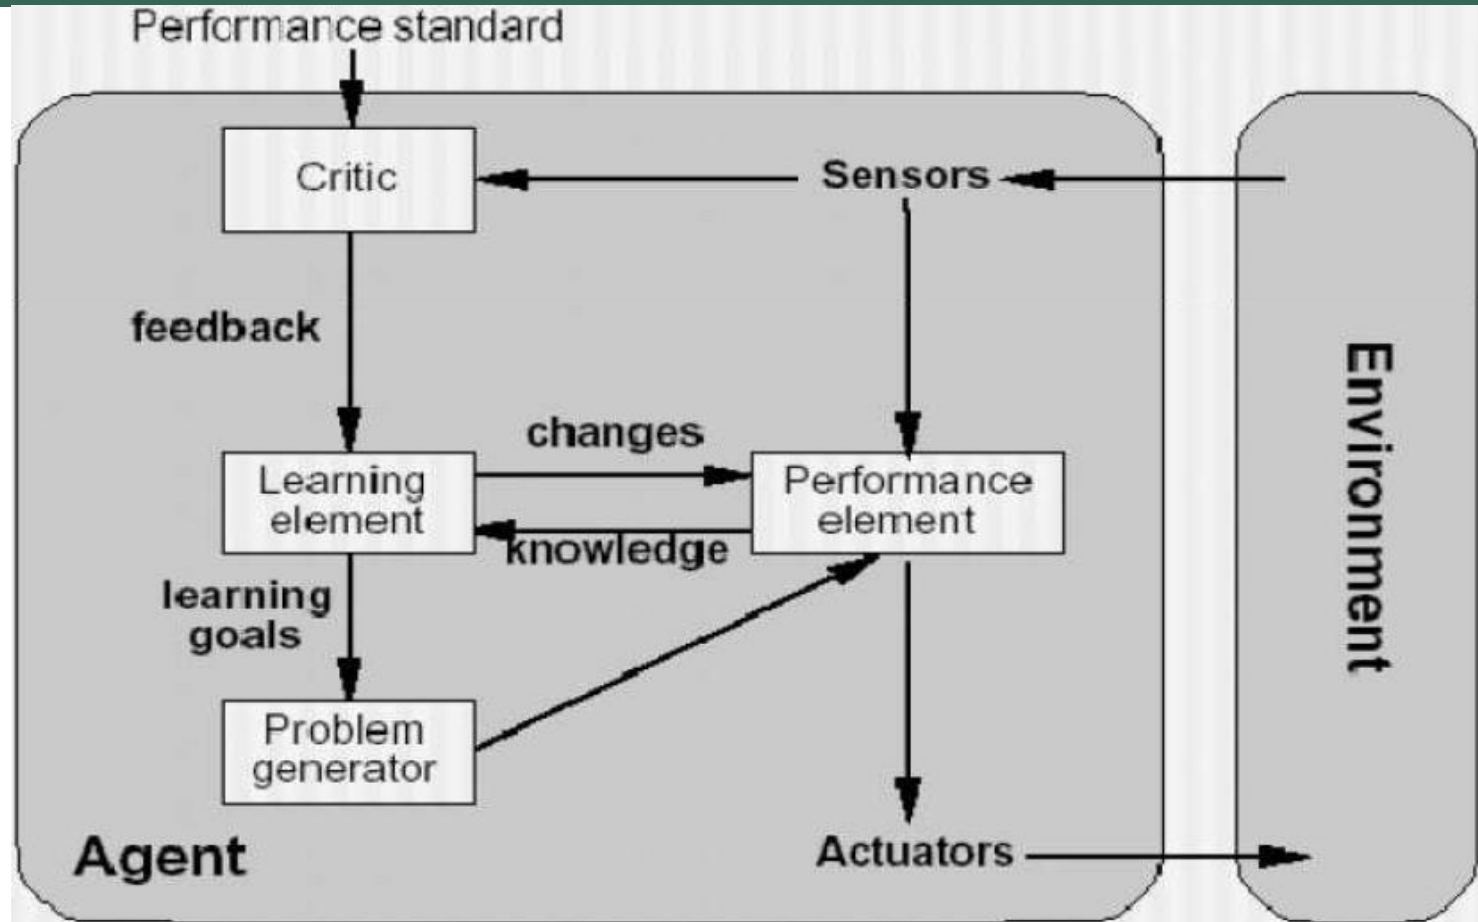 Performance standard
Critic
Sensors
feedback
changes
Learning
element
Performance
element
knowledge
learning
goals
Problem
generator
Agent
Actuators
Environment